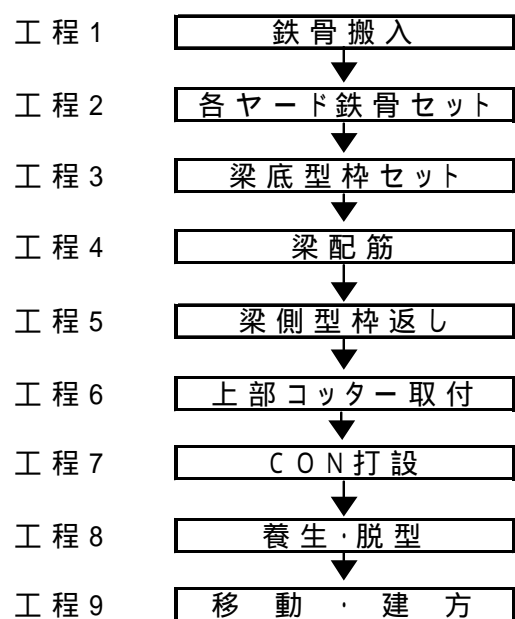 工程1 鉄骨搬入
工程2 各ヤード鉄骨セット
工程3 梁底型枠セット
工程4 梁配筋
工程5 梁側型枠返し
工程6 上部コッター取付
工程7 CON打設
工程8 養生・脱型
工程9 移動・建方